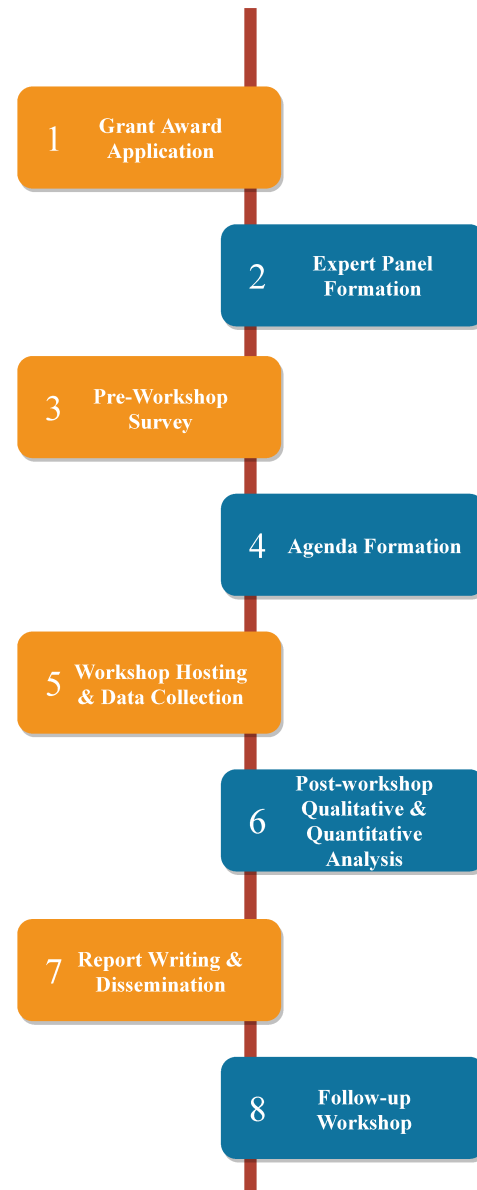 1
Grant Award
Application
2
Expert Panel
Formation
3
Pre-Workshop
Survey
4
Agenda Formation
5
Workshop Hosting
& Data Collection
6
Post-workshop
Qualitative &
Quantitative
Analysis
7
Report Writing &
Dissemination
8
Follow-up
Workshop